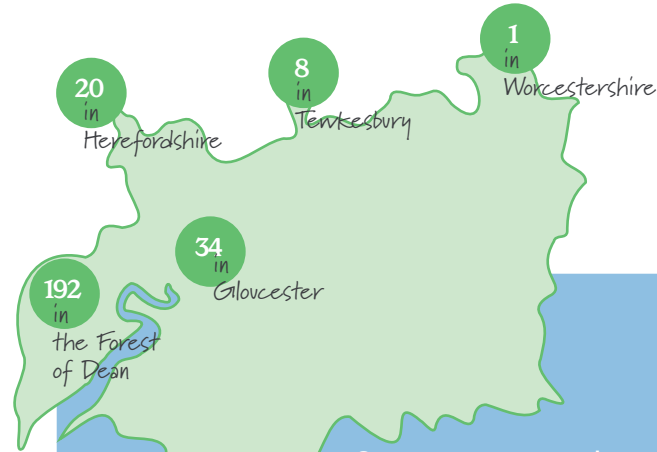 1
in
Worcestershire
8
in
Tewkesbury
20
in
Herefordshire
34
in
Gloucester
192
in
the Forest
of Dean